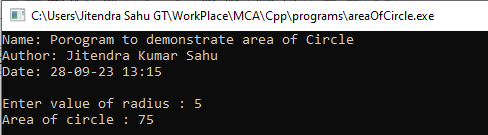 C:\Users\Jitendra Sahu GT\WorkPlace\MCA\Cpp\programs\areaOfCircle.exe
Name: Porogram to demonstrate area of Circle
Author: Jitendra Kumar Sahu
Date: 28-09-23 13:15
Enter value of radius : 5
Area of circle : 75